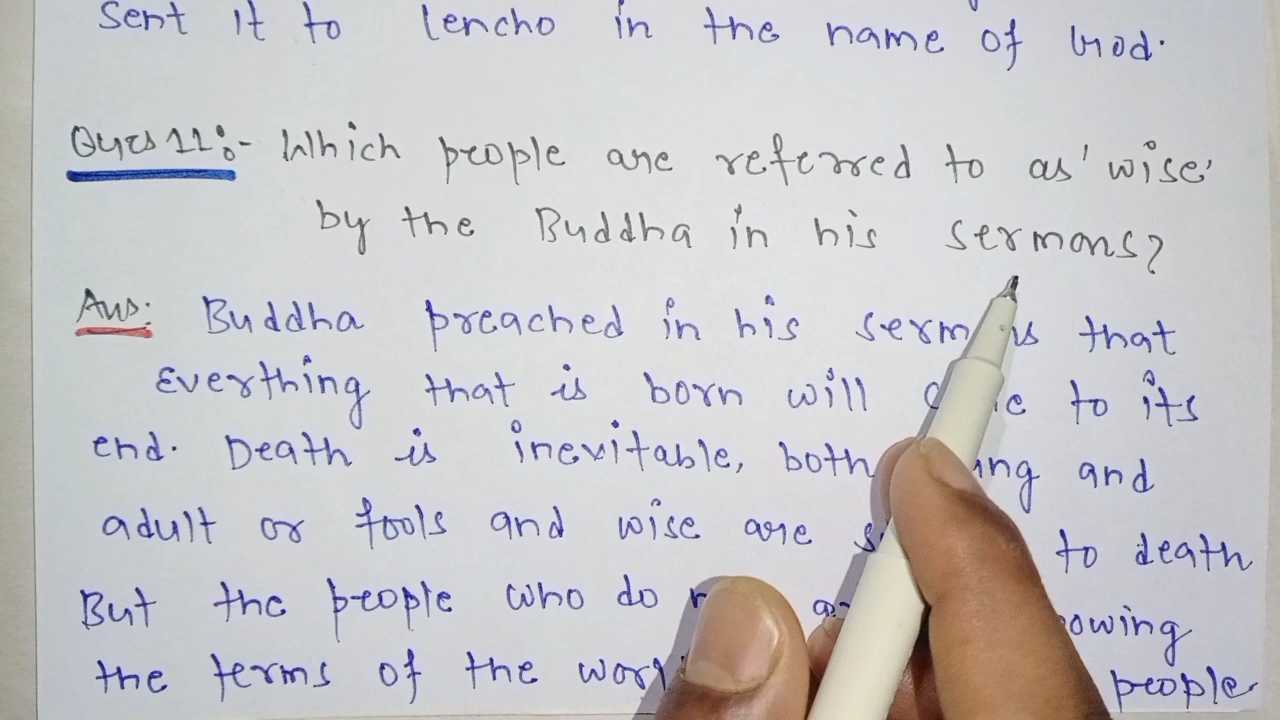 Sent it to lencho in the name of God.
Ques 11:- Which people are referred to as 'wise'
by the Buddha in his sermons?
Ans: Buddha preached in his that
Everthing that is born will to its
end. Death is inevitable, both and
adult or fools and wise are to death
But the people who do
the terms of the people